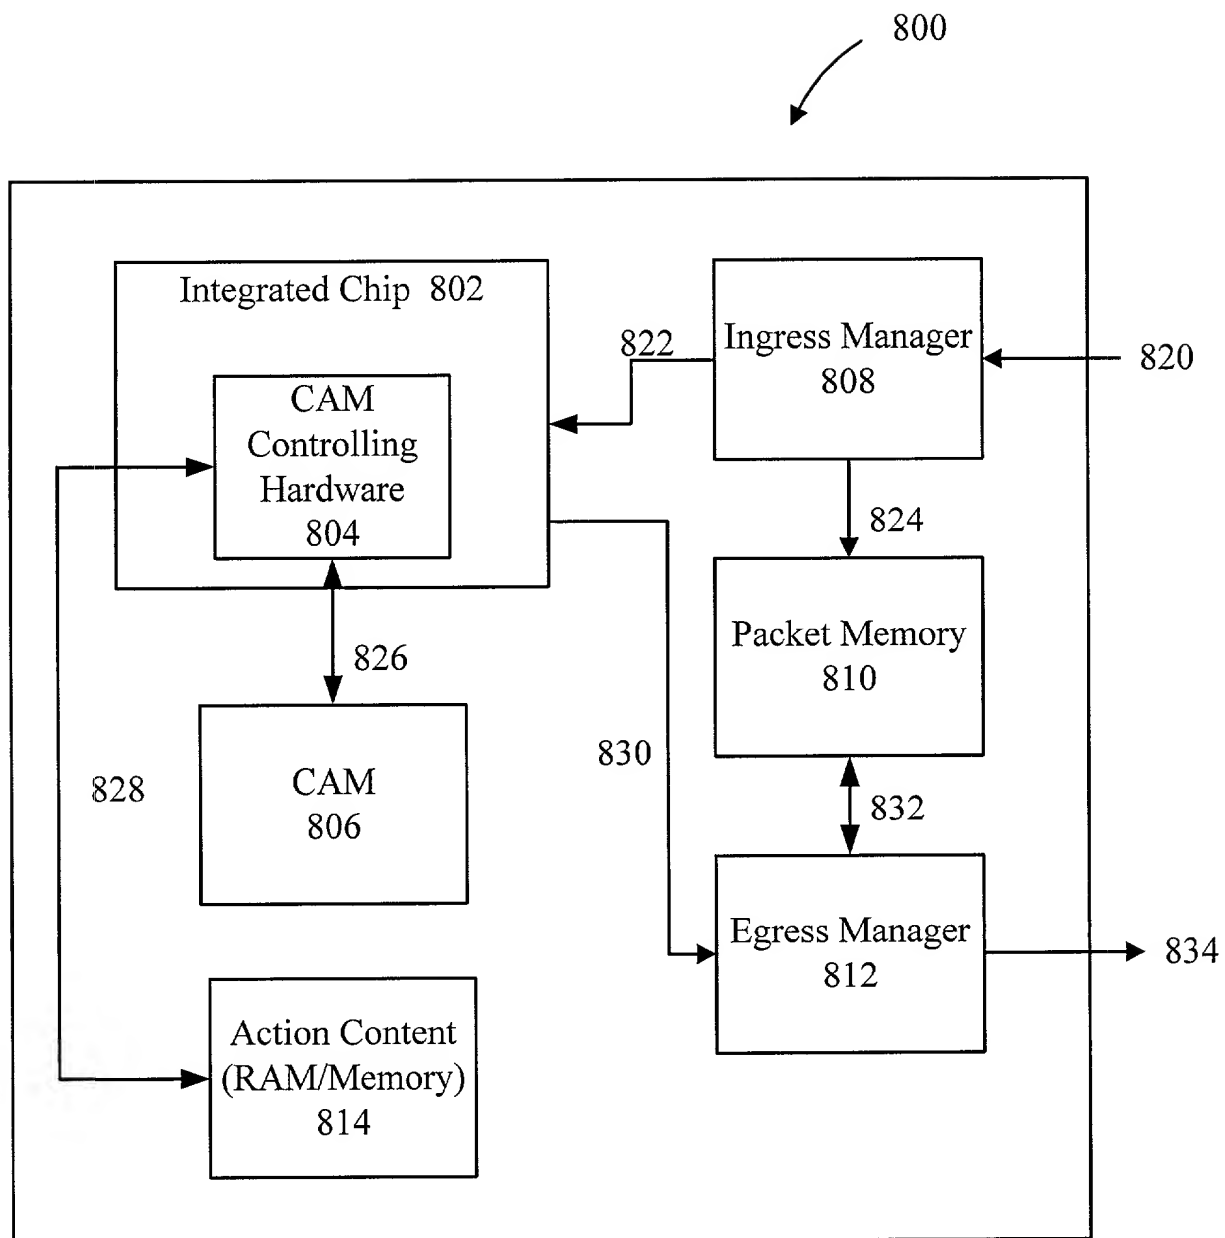 800
Integrated Chip 802
822
Ingress Manager
808
820
CAM
Controlling
Hardware
804
824
Packet Memory
810
826
830
828
CAM
806
832
Egress Manager
812
834
Action Content
(RAM/Memory)
814